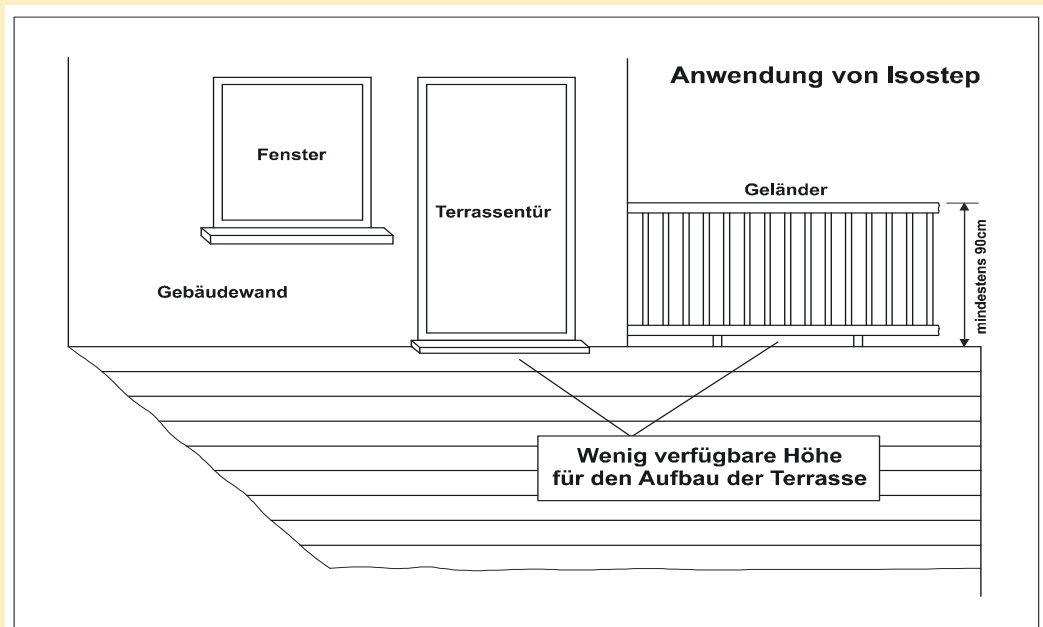 Anwendung von Isostep
Fenster
Geländer
Terrassentür
mindestens 90cm
Gebäudewand
Wenig verfügbare Höhe
für den Aufbau der Terrasse